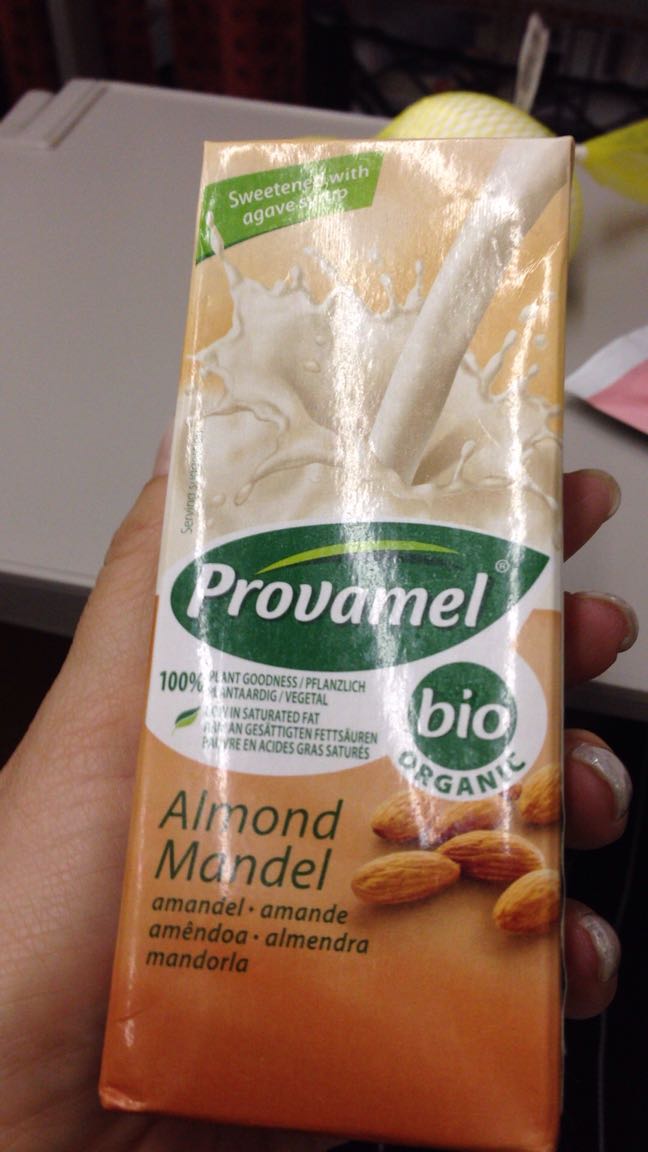 Sweetened with
agave syrup
Serving
Provamel®
100% PLANT GOODNESS / PFLANZLICH
PLANTAARDIG / VEGETAL
LOW IN SATURATED FAT
ARM AN GESÄTTIGTEN FETTSÄUREN
PAUVRE EN ACIDES GRAS SATURÉS
bio
ORGANIC
Almond
Mandel
amandel · amande
amêndoa · almendra
mandorla